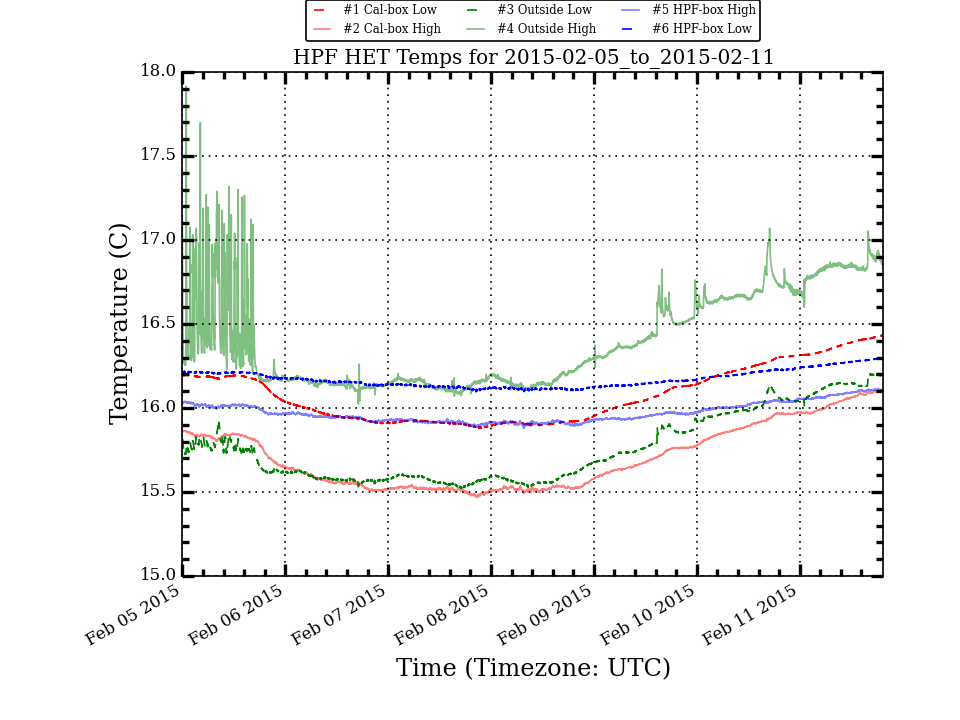 #1 Cal-box Low #3 Outside Low #5 HPF-box High
#2 Cal-box High #4 Outside High #6 HPF-box Low
HPF HET Temps for 2015-02-05_to_2015-02-11
18.0
17.5
17.0
16.5
16.0
15.5
15.0
Temperature (C)
Feb 05 2015 Feb 06 2015 Feb 07 2015 Feb 08 2015 Feb 09 2015 Feb 10 2015 Feb 11 2015
Time (Timezone: UTC)